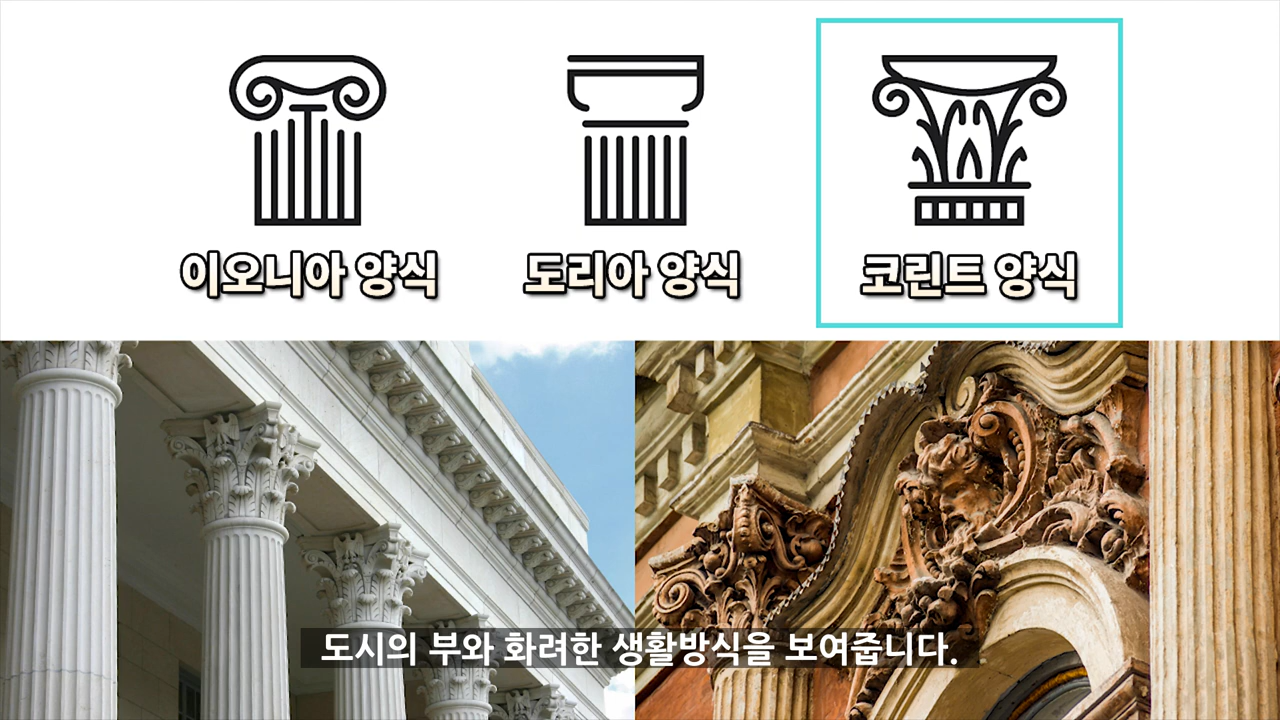 이오니아 양식
도리아 양식
코린트 양식
도시의 부와 화려한 생활방식을 보여줍니다.